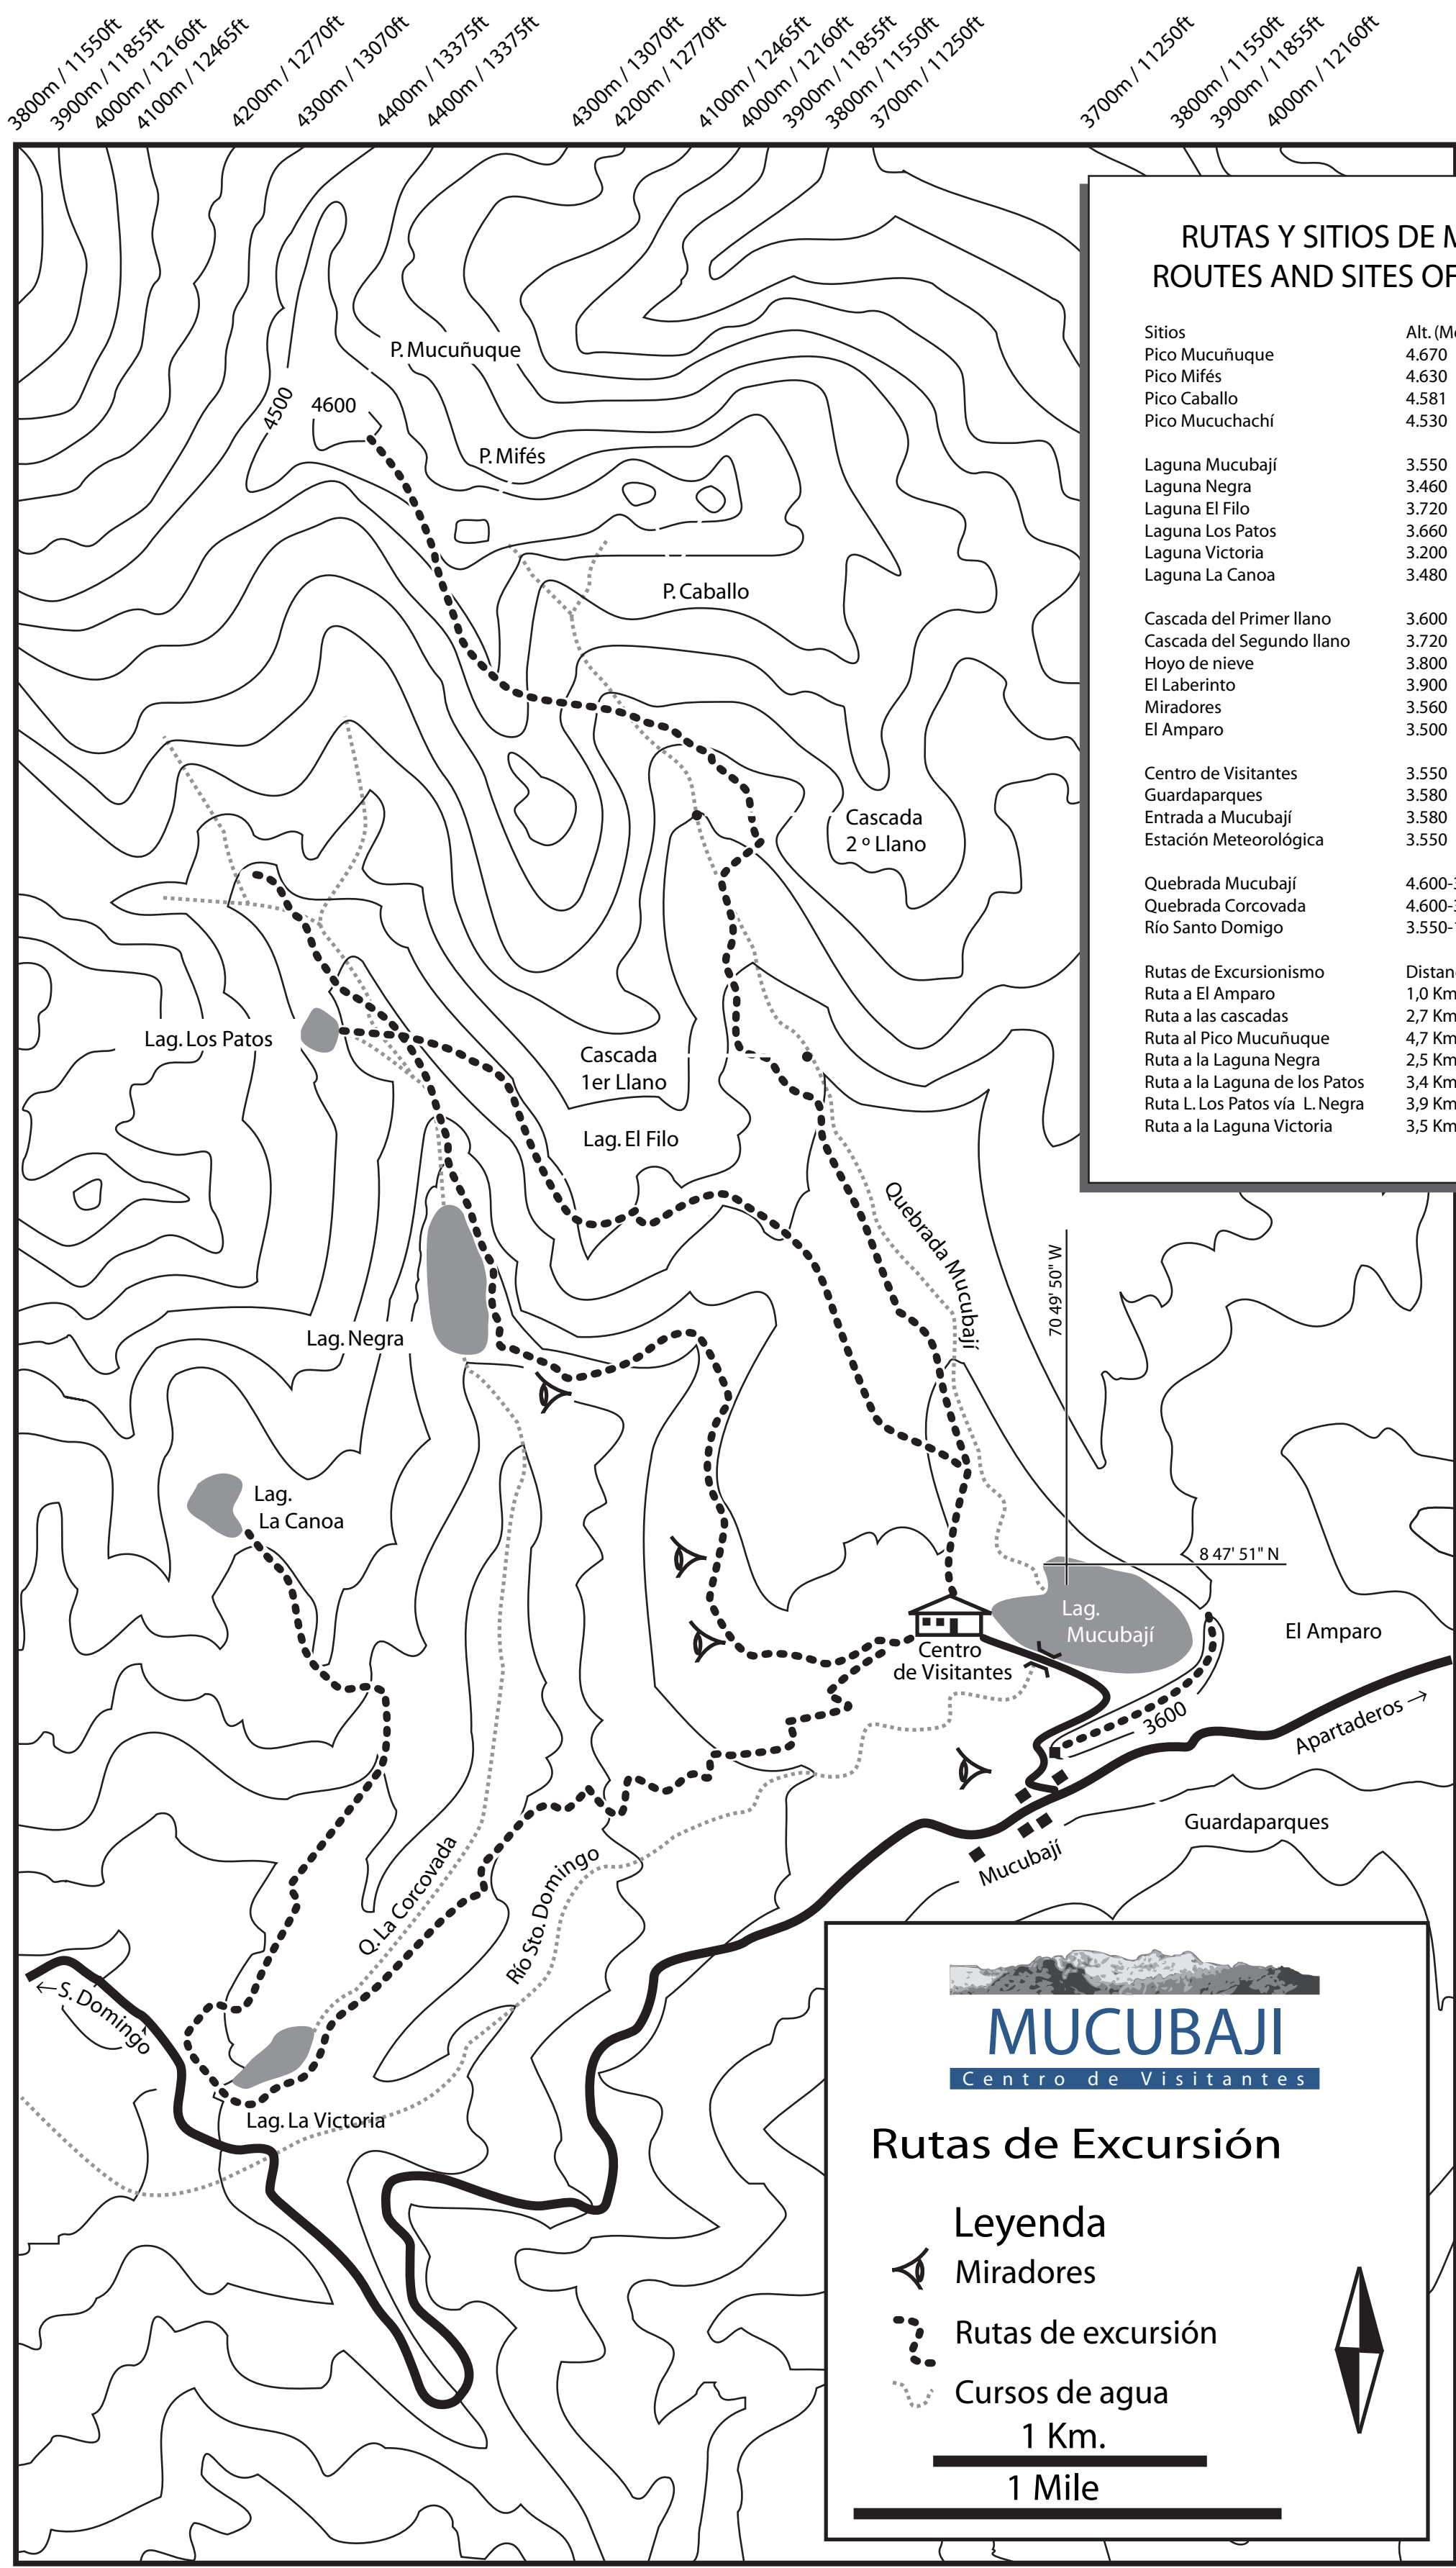 3800m / 11550ft
3900m / 11855ft
4000m / 12160ft
4100m / 12465ft
4200m / 12770ft
4300m / 13070ft
4400m / 13375ft
4400m / 13375ft
4300m / 13070ft
4200m / 12770ft
4100m / 12465ft
4000m / 12160ft
3900m / 11855ft
3800m / 11550ft
3700m / 11250ft
3700m / 11250ft
3800m / 11550ft
3900m / 11855ft
4000m / 12160ft
RUTAS Y SITIOS DE
ROUTES AND SITES OF
Sitios Alt. (M
Pico Mucuñuque 4.670
Pico Mifés 4.630
Pico Caballo 4.581
Pico Mucuchachí 4.530
Laguna Mucubají 3.550
Laguna Negra 3.460
Laguna El Filo 3.720
Laguna Los Patos 3.660
Laguna Victoria 3.200
Laguna La Canoa 3.480
Cascada del Primer llano 3.600
Cascada del Segundo llano 3.720
Hoyo de nieve 3.800
El Laberinto 3.900
Miradores 3.560
El Amparo 3.500
Centro de Visitantes 3.550
Guardaparques 3.580
Entrada a Mucubají 3.580
Estación Meteorológica 3.550
Quebrada Mucubají 4.600-
Quebrada Corcovada 4.600-
Río Santo Domigo 3.550-
Rutas de Excursionismo Distan
Ruta a El Amparo 1,0 Km
Ruta a las cascadas 2,7 Km
Ruta al Pico Mucuñuque 4,7 Km
Ruta a la Laguna Negra 2,5 Km
Ruta a la Laguna de los Patos 3,4 Km
Ruta L. Los Patos vía L. Negra 3,9 Km
Ruta a la Laguna Victoria 3,5 Km
P. Mucuñuque
4500
4600
P. Mifés
P. Caballo
Cascada
2 º Llano
Lag. Los Patos
Cascada
1er Llano
Lag. El Filo
Quebrada Mucubají
70 49' 50" W
Lag. Negra
Lag.
La Canoa
8 47' 51" N
Lag.
Mucubají
El Amparo
Centro
de Visitantes
3600
Apartaderos →
Guardaparques
Mucubají
Q. La Corcovada
Río Sto. Domingo
← S. Domingo
Lag. La Victoria
MUCUBAJI
Centro de Visitantes
Rutas de Excursión
Leyenda
Miradores
Rutas de excursión
Cursos de agua
1 Km.
1 Mile